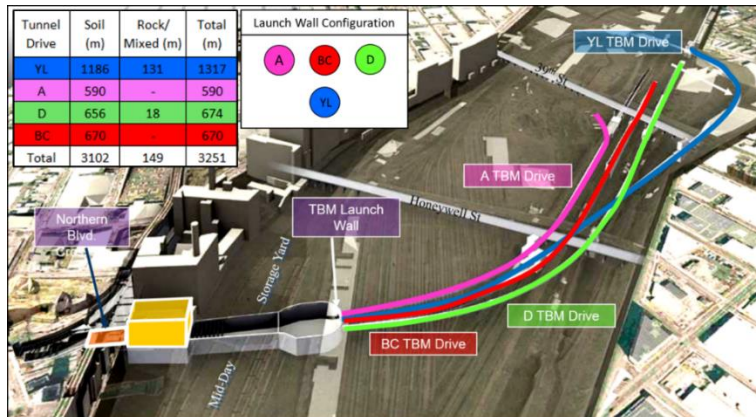 Tunnel Drive Soil (m) Rock/Mixed (m) Total (m)
YL 1186 131 1317
A 590 - 590
D 656 18 674
BC 670 - 670
Total 3102 149 3251
Launch Wall Configuration
A BC D
YL
YL TBM Drive
39th St
A TBM Drive
Northern Blvd.
TBM Launch Wall
Honeywell St
Storage Yard
D TBM Drive
BC TBM Drive
Mid-Day